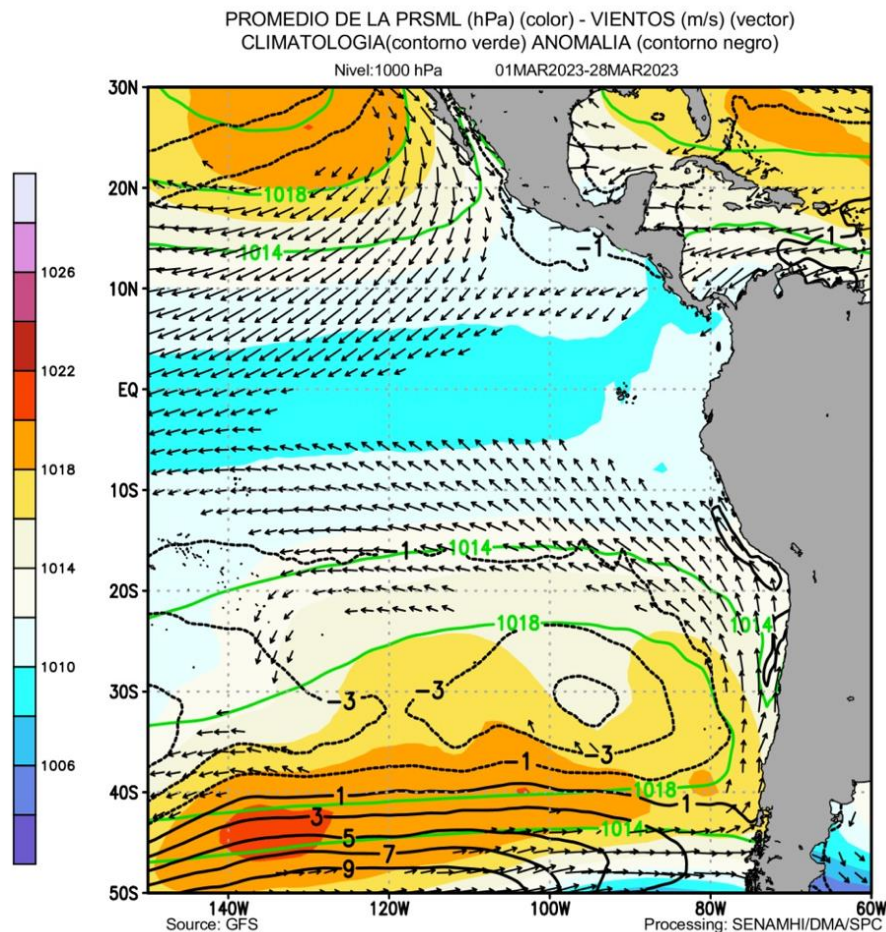 PROMEDIO DE LA PRSML (hPa) (color) - VIENTOS (m/s) (vector)
CLIMATOLOGIA(contorno verde) ANOMALIA (contorno negro)
Nivel:1000 hPa 01MAR2023-28MAR2023
30N
20N
10N
EQ
10S
20S
30S
40S
50S
140W
120W
100W
80W
60W
1026
1022
1018
1014
1010
1006
1018
1014
-1
1
1014
1
1018
1014
-3
-3
-1
1018
1
1
3
1014
5
7
9
Source: GFS
Processing: SENAMHI/DMA/SPC